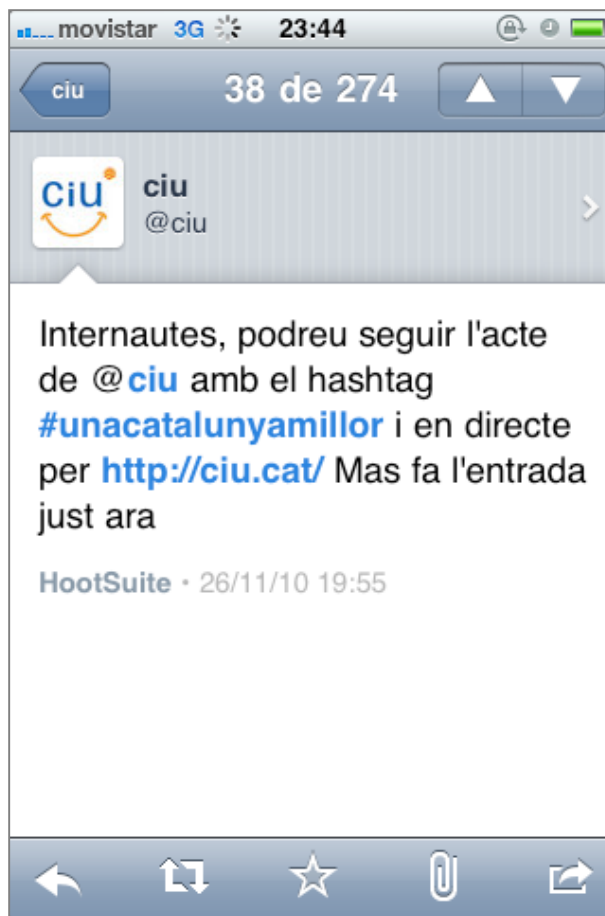 movistar 3G 23:44
ciu 38 de 274
ciu ciu
@ciu
Internautes, podreu seguir l'acte
de @ciu amb el hashtag
#unacatalunyamillor i en directe
per http://ciu.cat/ Mas fa l'entrada
just ara
HootSuite • 26/11/10 19:55